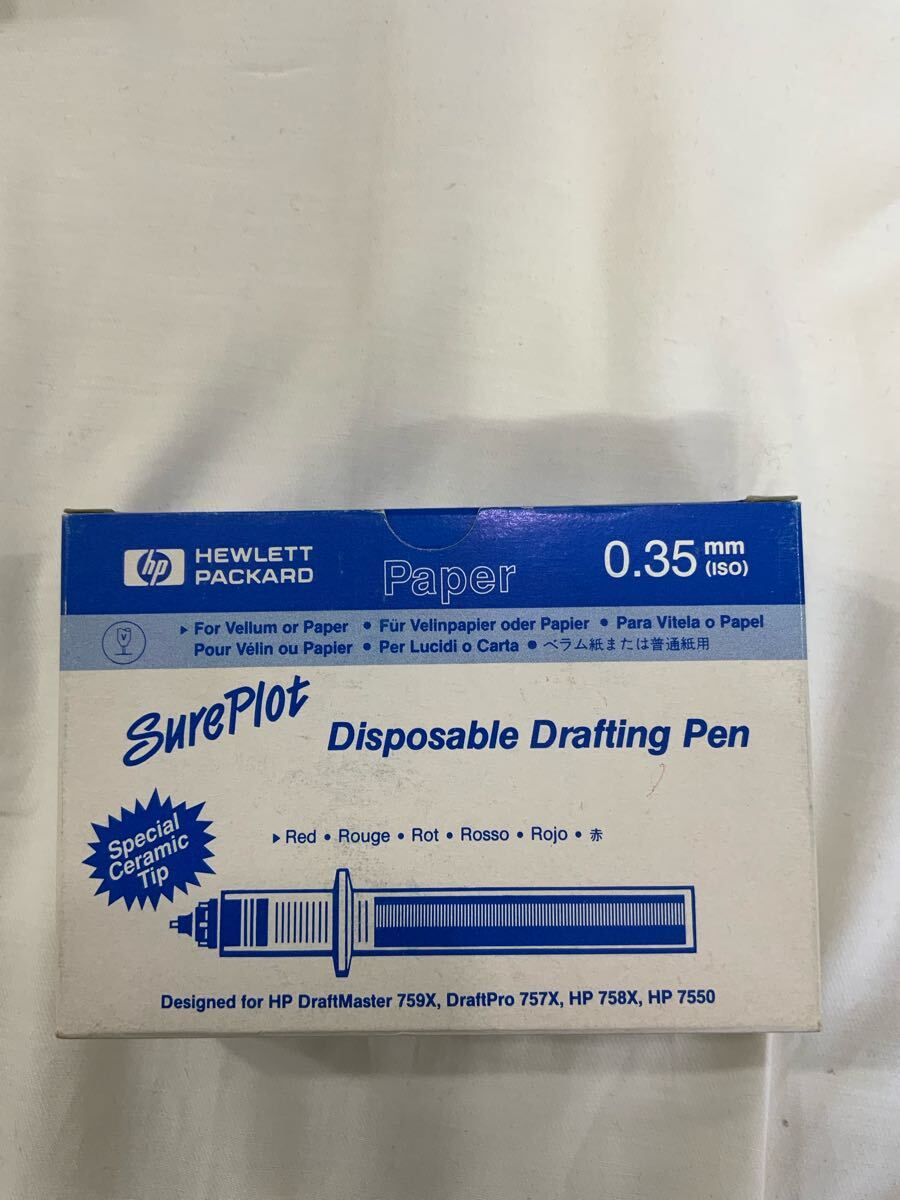 hp HEWLETT PACKARD
Paper
0.35 mm (ISO)
▸ For Vellum or Paper • Für Velinpapier oder Papier • Para Vitela o Papel
Pour Vélin ou Papier • Per Lucidi o Carta • ベラム紙または普通紙用
SurePlot
Disposable Drafting Pen
Special
Ceramic
Tip
▸ Red • Rouge • Rot • Rosso • Rojo • 赤
Designed for HP DraftMaster 759X, DraftPro 757X, HP 758X, HP 7550